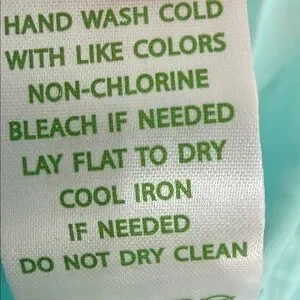 HAND WASH COLD
WITH LIKE COLORS
NON-CHLORINE
BLEACH IF NEEDED
LAY FLAT TO DRY
COOL IRON
IF NEEDED
DO NOT DRY CLEAN